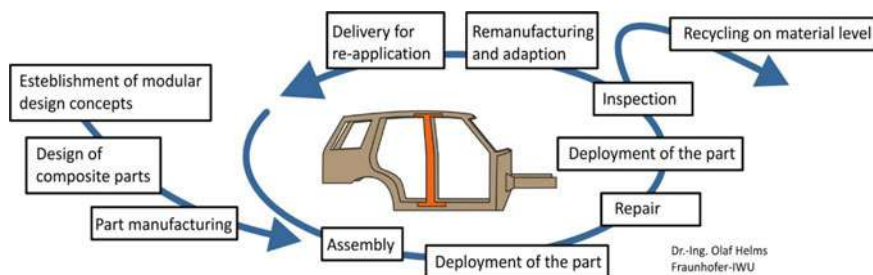 Delivery for
re-application
Remanufacturing
and adaption
Recycling on material level
Esteblishment of modular
design concepts
Inspection
Design of
composite parts
Deployment of the part
Part manufacturing
Repair
Assembly
Deployment of the part
Dr.-Ing. Olaf Helms
Fraunhofer-IWU